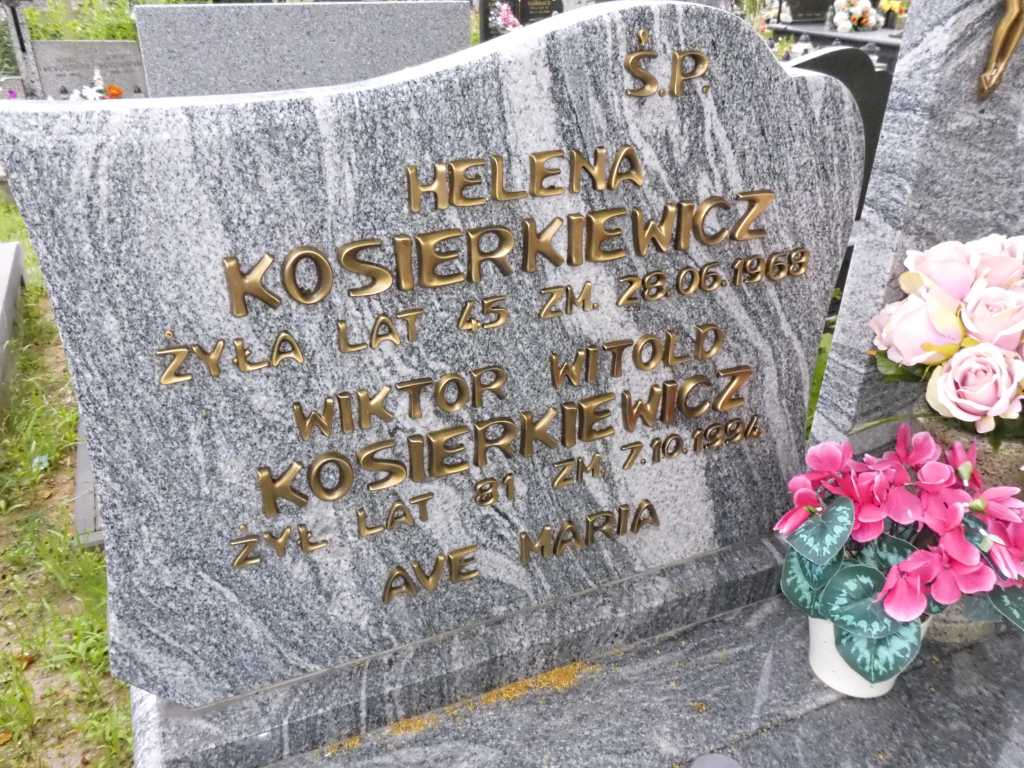 Ś.P.
HELENA
KOSIERKIEWICZ
ŻYŁA LAT 45 ZM. 28.06.1968
WIKTOR WITOLD
KOSIERKIEWICZ
ŻYŁ LAT 81 ZM. 7.10.1994
AVE MARIA